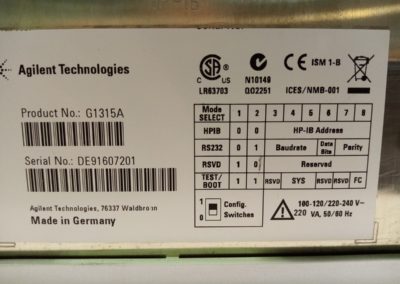 Agilent Technologies
Product No.: G1315A
Serial No.: DE91607201
Agilent Technologies, 76337 Waldbronn
Made in Germany
C US
LR63703
N10149
Q02251
CE ISM 1-B
ICES/NMB-001
Mode SELECT 1 2 3 4 5 6 7 8
HPIB 0 0 HP-IB Address
RS232 0 1 Baudrate Data Bits Parity
RSVD 1 0 Reserved
TEST/BOOT 1 1 RSVD SYS RSVD RSVD FC
1
0
Config. Switches
100-120/220-240 V~
220 VA, 50/60 Hz